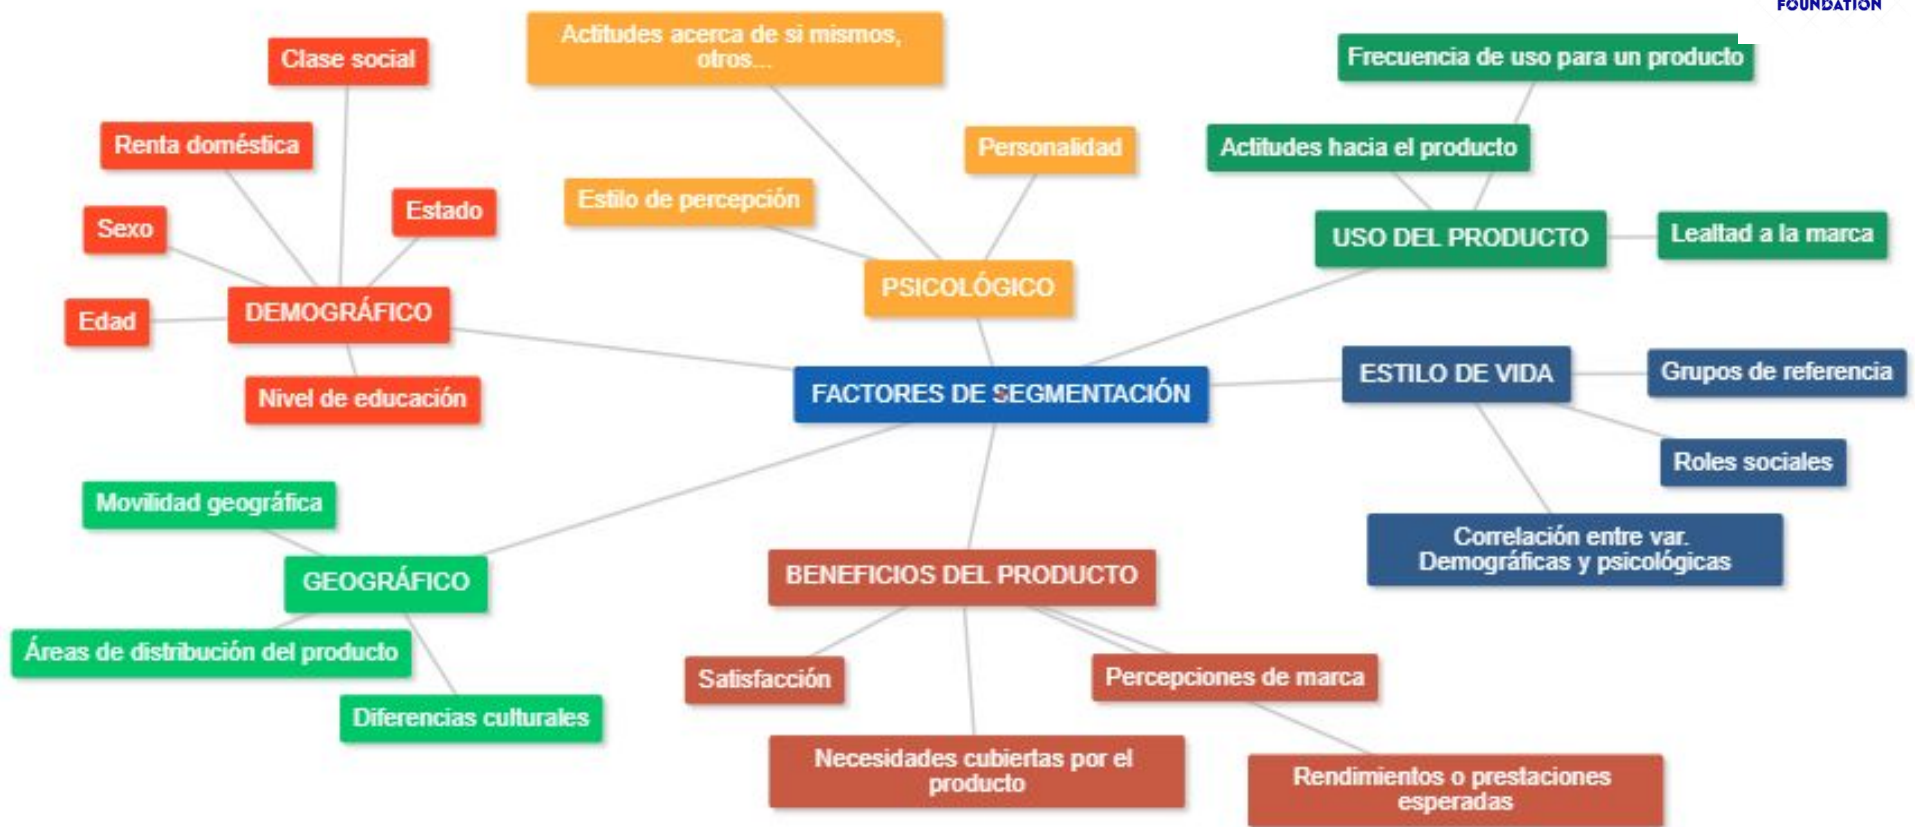 FOUNDATION
Clase social
Renta doméstica
Sexo
Estado
Edad
DEMOGRÁFICO
Nivel de educación
Actitudes acerca de si mismos,
otros...
Personalidad
Estilo de percepción
PSICOLÓGICO
Frecuencia de uso para un producto
Actitudes hacia el producto
USO DEL PRODUCTO
Lealtad a la marca
FACTORES DE SEGMENTACIÓN
ESTILO DE VIDA
Grupos de referencia
Roles sociales
Correlación entre var.
Demográficas y psicológicas
Movilidad geográfica
GEOGRÁFICO
Áreas de distribución del producto
Diferencias culturales
BENEFICIOS DEL PRODUCTO
Satisfacción
Percepciones de marca
Necesidades cubiertas por el
producto
Rendimientos o prestaciones
esperadas